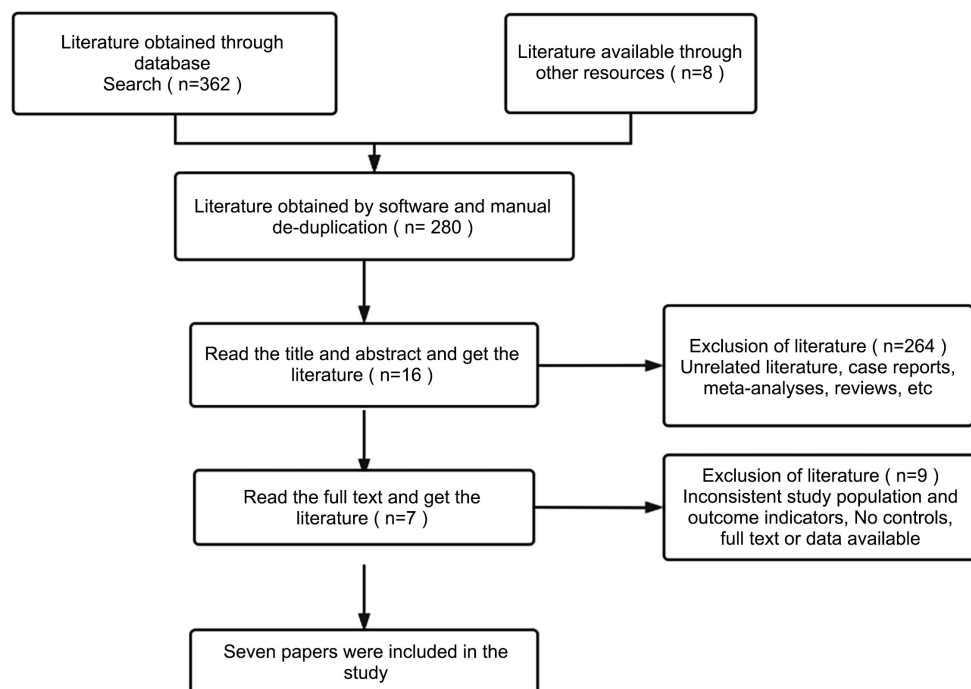 Literature obtained through
database
Search ( n=362 )
Literature available through
other resources ( n=8 )
Literature obtained by software and manual
de-duplication ( n= 280 )
Read the title and abstract and get the
literature ( n=16 )
Exclusion of literature ( n=264 )
Unrelated literature, case reports,
meta-analyses, reviews, etc
Read the full text and get the
literature ( n=7 )
Exclusion of literature ( n=9 )
Inconsistent study population and
outcome indicators, No controls,
full text or data available
Seven papers were included in the
study